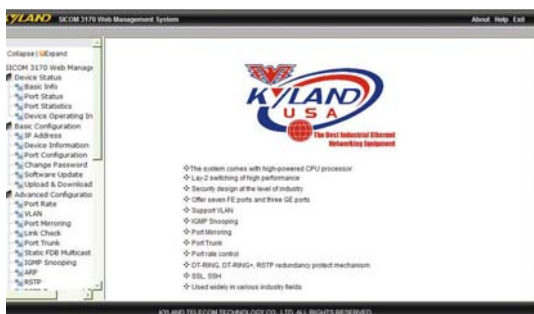 KYLAND SICOM 3170 Web Management System
About Help Exit
Collapse | Expand
SICOM 3170 Web Manage
Device Status
Basic Info
Port Status
Port Statistics
Device Operating In
Basic Configuration
IP Address
Device Information
Port Configuration
Change Password
Software Update
Upload & Download
Advanced Configuratio
Port Rate
VLAN
Port Mirroring
Link Check
Port Trunk
Static FDB Multicast
IGMP Snooping
ARP
RSTP
KYLAND
USA
The Best Industrial Ethernet
Networking Equipment
The system comes with high-powered CPU processor
Lay-2 switching of high performance
Security design at the level of industry
Offer seven FE ports and three GE ports
Support VLAN
IGMP Snooping
Port Mirroring
Port Trunk
Port rate control
DT-RING, DT-RING+, RSTP redundancy protect mechanism
SSL, SSH
Used widely in various industry fields
KYLAND TELECOM TECHNOLOGY CO., LTD. ALL RIGHTS RESERVED